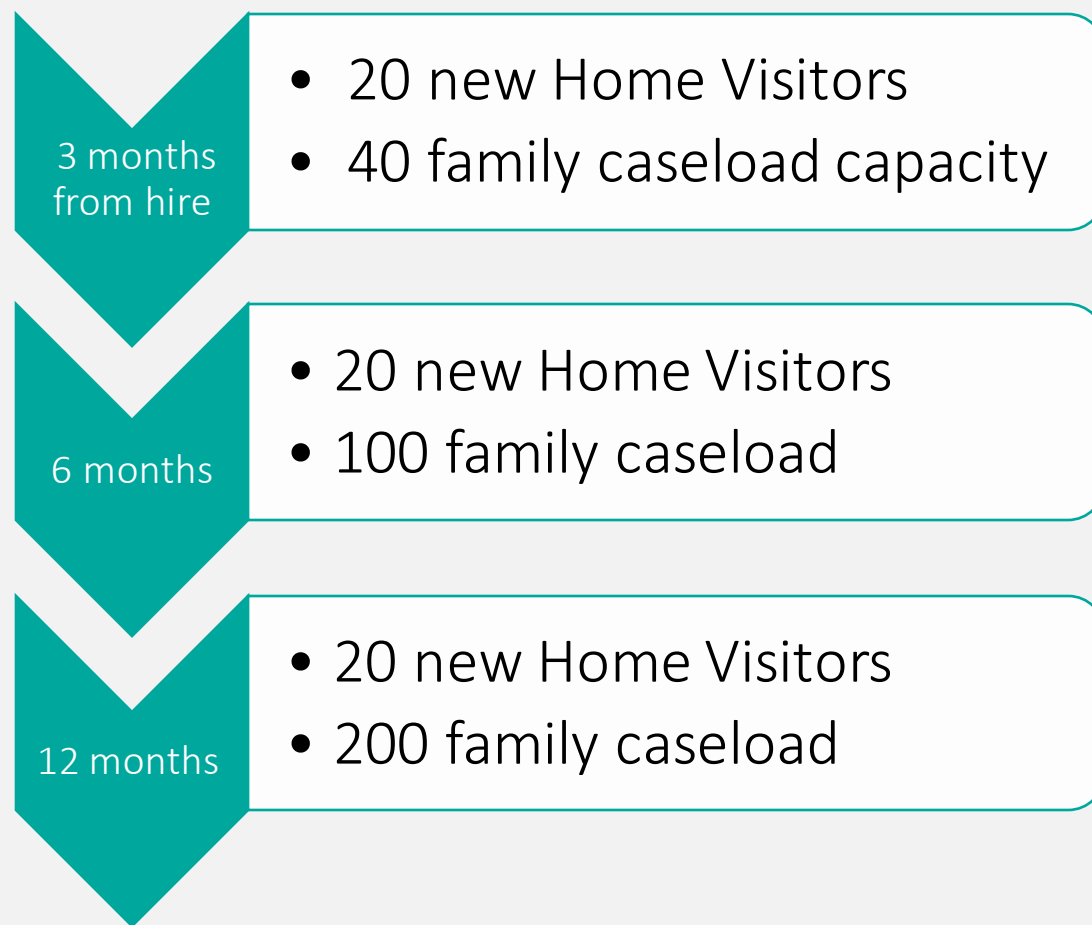 3 months
from hire
• 20 new Home Visitors
• 40 family caseload capacity
6 months
• 20 new Home Visitors
• 100 family caseload
12 months
• 20 new Home Visitors
• 200 family caseload